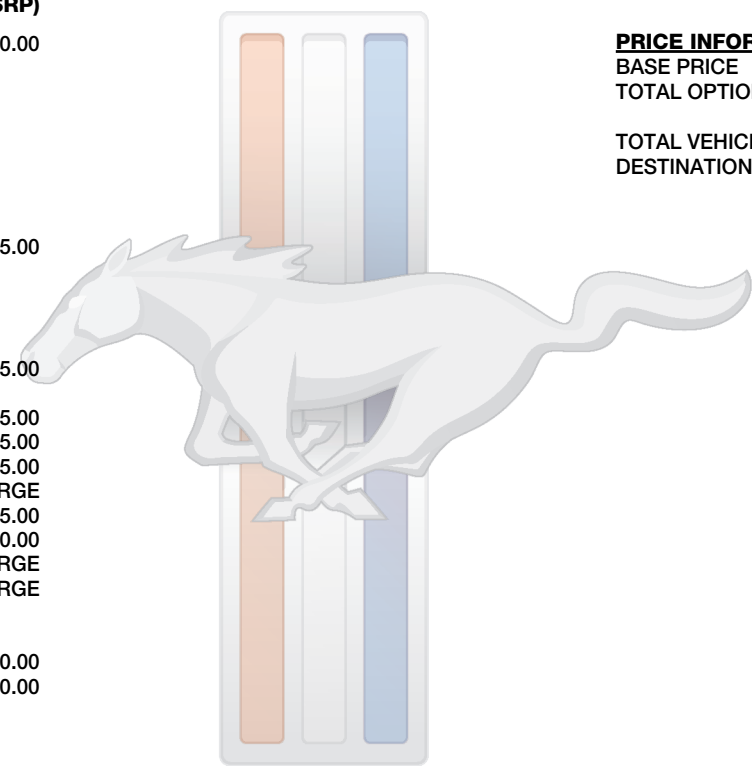 SRP)
0.00
5.00
5.00
5.00
5.00
5.00
RGE
5.00
0.00
RGE
RGE
0.00
0.00
PRICE INFOR
BASE PRICE
TOTAL OPTIO
TOTAL VEHIC
DESTINATION